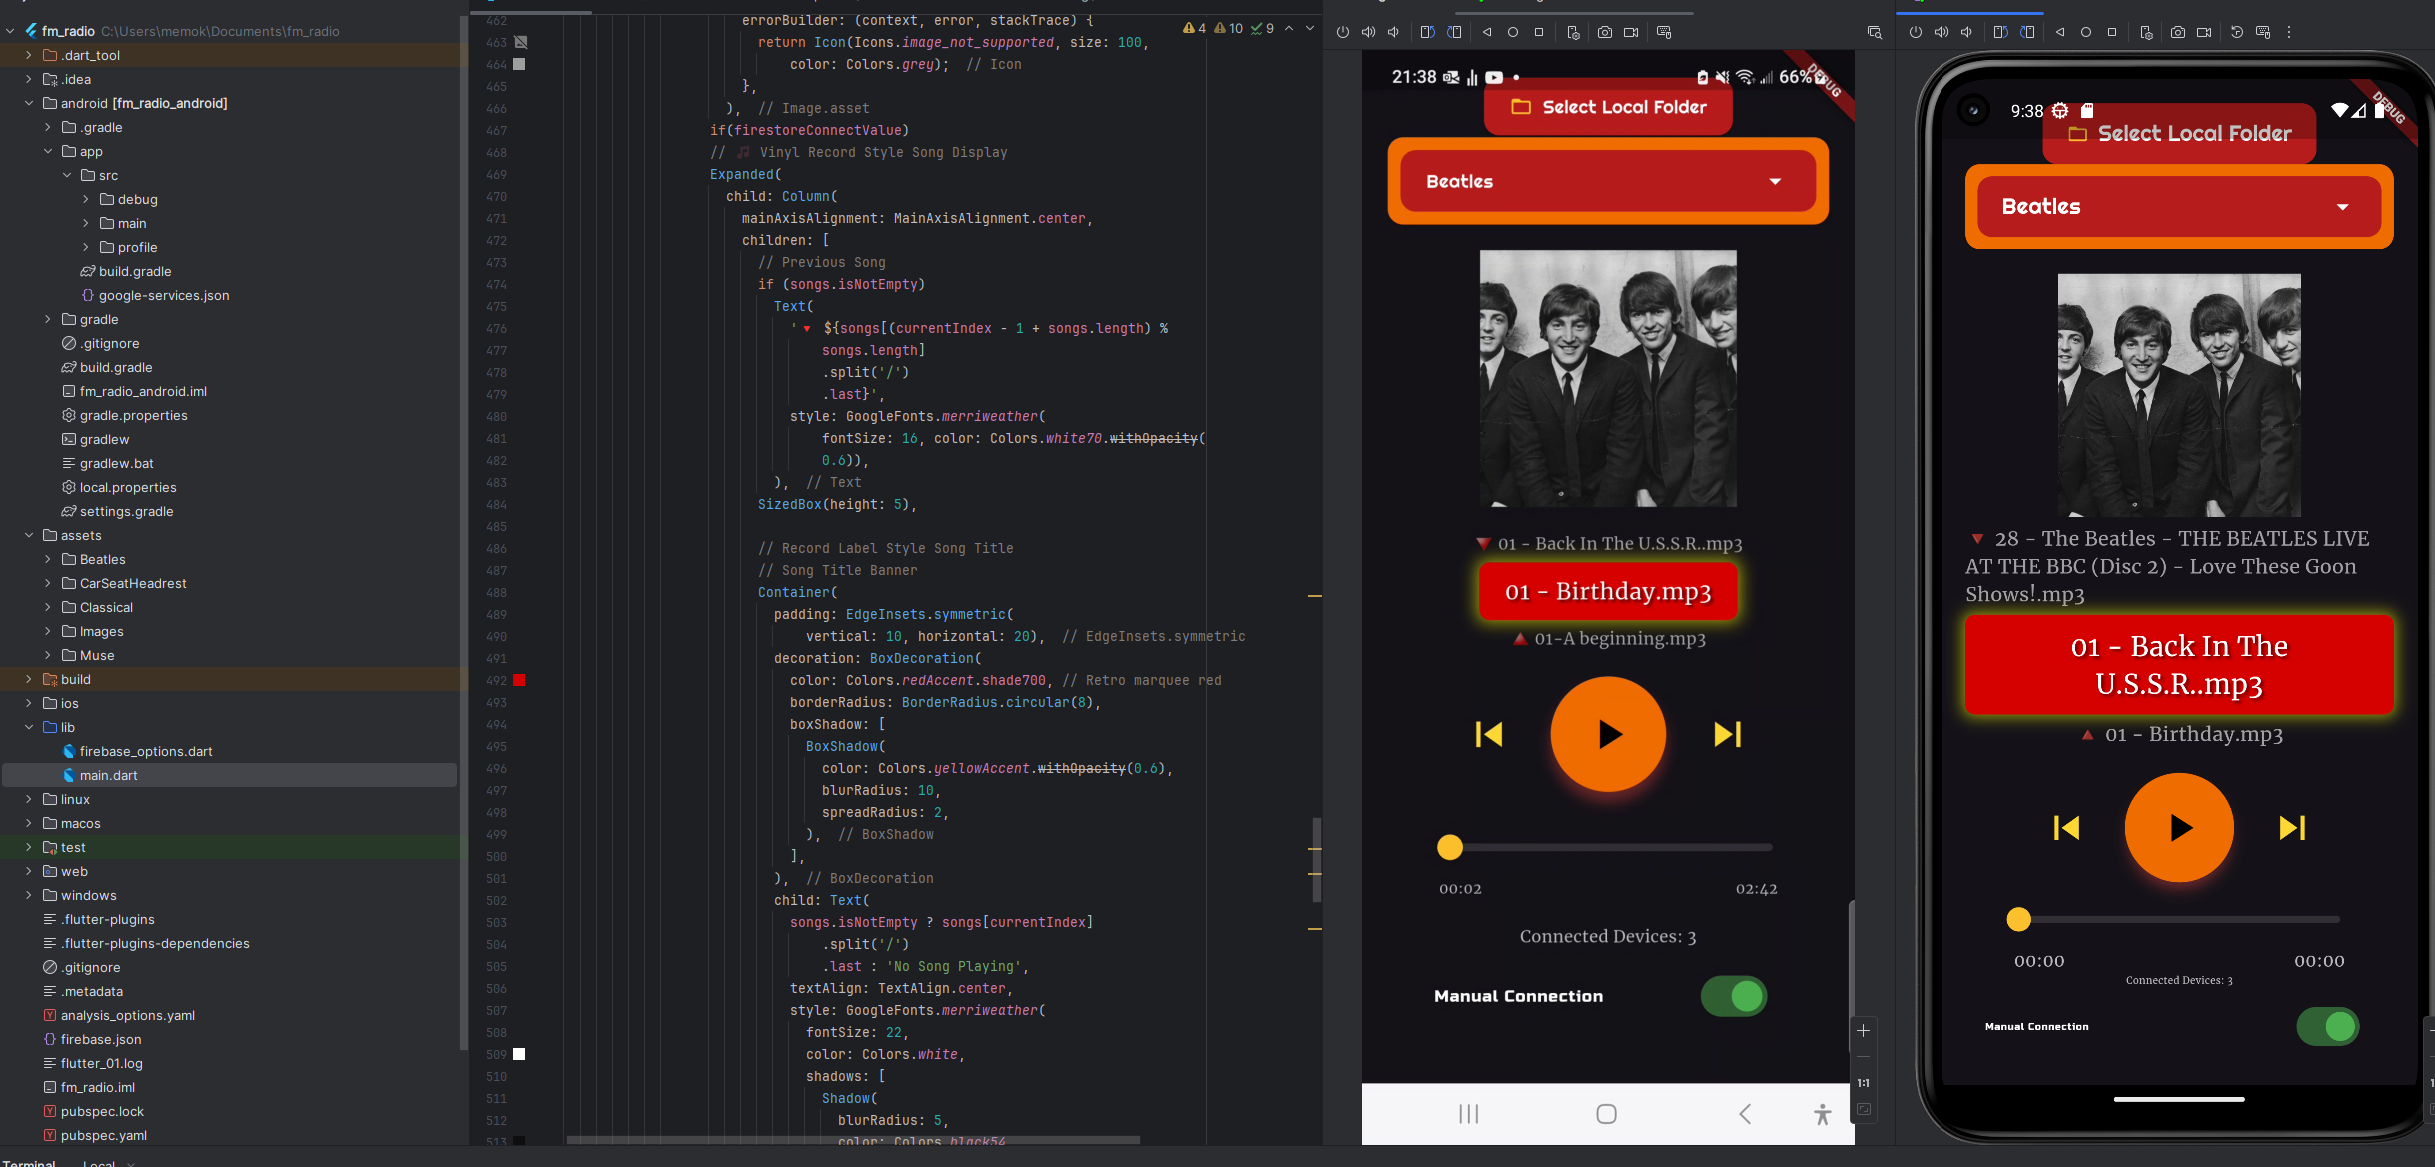 fm_radio C:\Users\memok\Documents\fm_radio
.dart_tool
.idea
android [fm_radio_android]
.gradle
app
src
debug
main
profile
build.gradle
google-services.json
gradle
.gitignore
build.gradle
fm_radio_android.iml
gradle.properties
gradlew
gradlew.bat
local.properties
settings.gradle
assets
Beatles
CarSeatHeadrest
Classical
Images
Muse
build
ios
lib
firebase_options.dart
main.dart
linux
macos
test
web
windows
.flutter-plugins
.flutter-plugins-dependencies
.gitignore
.metadata
analysis_options.yaml
firebase.json
flutter_01.log
fm_radio.iml
pubspec.lock
pubspec.yaml
Terminal Local
4 10 9
462 errorBuilder: (context, error, stackTrace) {
463 return Icon(Icons.image_not_supported, size: 100,
464 color: Colors.grey); // Icon
465 },
466 ), // Image.asset
467 if(firestoreConnectValue)
468 // 🎵 Vinyl Record Style Song Display
469 Expanded(
470 child: Column(
471 mainAxisAlignment: MainAxisAlignment.center,
472 children: [
473 // Previous Song
474 if (songs.isNotEmpty)
475 Text(
476 '🔻 ${songs[(currentIndex - 1 + songs.length) %
477 songs.length]
478 .split('/')
479 .last}',
480 style: GoogleFonts.merriweather(
481 fontSize: 16, color: Colors.white70.withOpacity(
482 0.6)),
483 ), // Text
484 SizedBox(height: 5),
485
486 // Record Label Style Song Title
487 // Song Title Banner
488 Container(
489 padding: EdgeInsets.symmetric(
490 vertical: 10, horizontal: 20), // EdgeInsets.symmetric
491 decoration: BoxDecoration(
492 color: Colors.redAccent.shade700, // Retro marquee red
493 borderRadius: BorderRadius.circular(8),
494 boxShadow: [
495 BoxShadow(
496 color: Colors.yellowAccent.withOpacity(0.6),
497 blurRadius: 10,
498 spreadRadius: 2,
499 ), // BoxShadow
500 ],
501 ), // BoxDecoration
502 child: Text(
503 songs.isNotEmpty ? songs[currentIndex]
504 .split('/')
505 .last : 'No Song Playing',
506 textAlign: TextAlign.center,
507 style: GoogleFonts.merriweather(
508 fontSize: 22,
509 color: Colors.white,
510 shadows: [
511 Shadow(
512 blurRadius: 5,
513 color: Colors.black54
21:38 66%
DEBUG
Select Local Folder
Beatles
🔻 01 - Back In The U.S.S.R..mp3
01 - Birthday.mp3
🔺 01-A beginning.mp3
00:02 02:42
Connected Devices: 3
Manual Connection
1:1
9:38
DEBUG
Select Local Folder
Beatles
🔻 28 - The Beatles - THE BEATLES LIVE
AT THE BBC (Disc 2) - Love These Goon
Shows!.mp3
01 - Back In The
U.S.S.R..mp3
🔺 01 - Birthday.mp3
00:00 00:00
Connected Devices: 3
Manual Connection